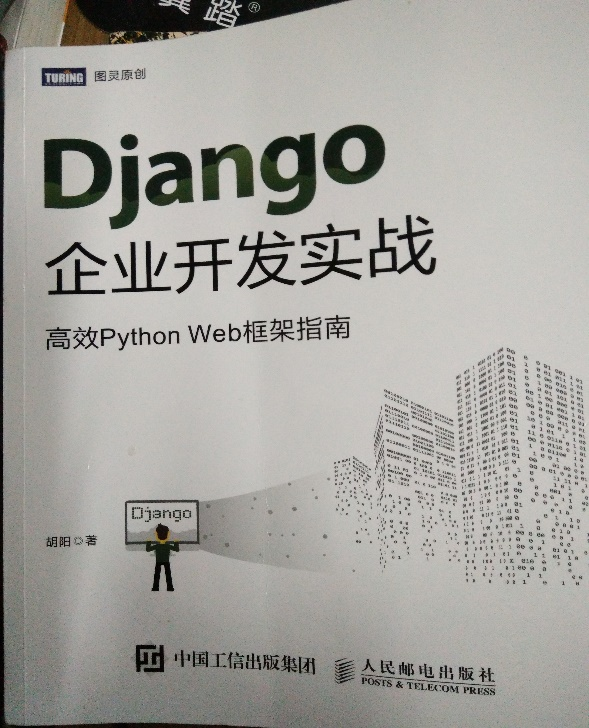 翼踏®
TURING 图灵原创
Django
企业开发实战
高效Python Web框架指南
Django
胡阳◎著
中国工信出版集团
人民邮电出版社
POSTS & TELECOM PRESS